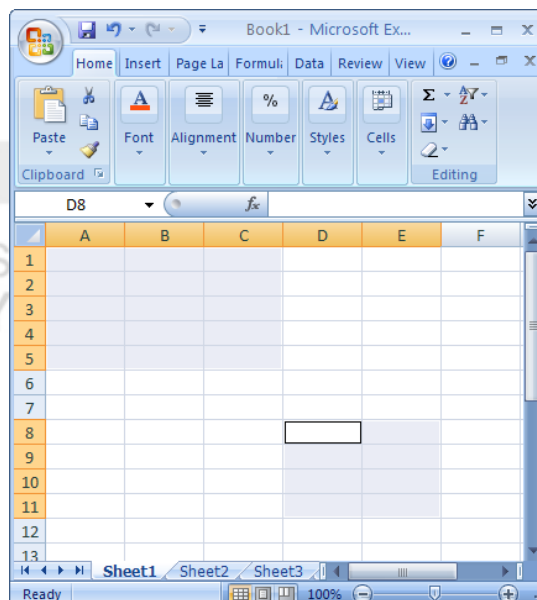 Book1 - Microsoft Ex...
Home Insert Page La Formula Data Review View
Paste Font Alignment Number Styles Cells
Clipboard Editing
D8 fx
A B C D E F
1
2
3
4
5
6
7
8
9
10
11
12
13
Sheet1 Sheet2 Sheet3
Ready 100%